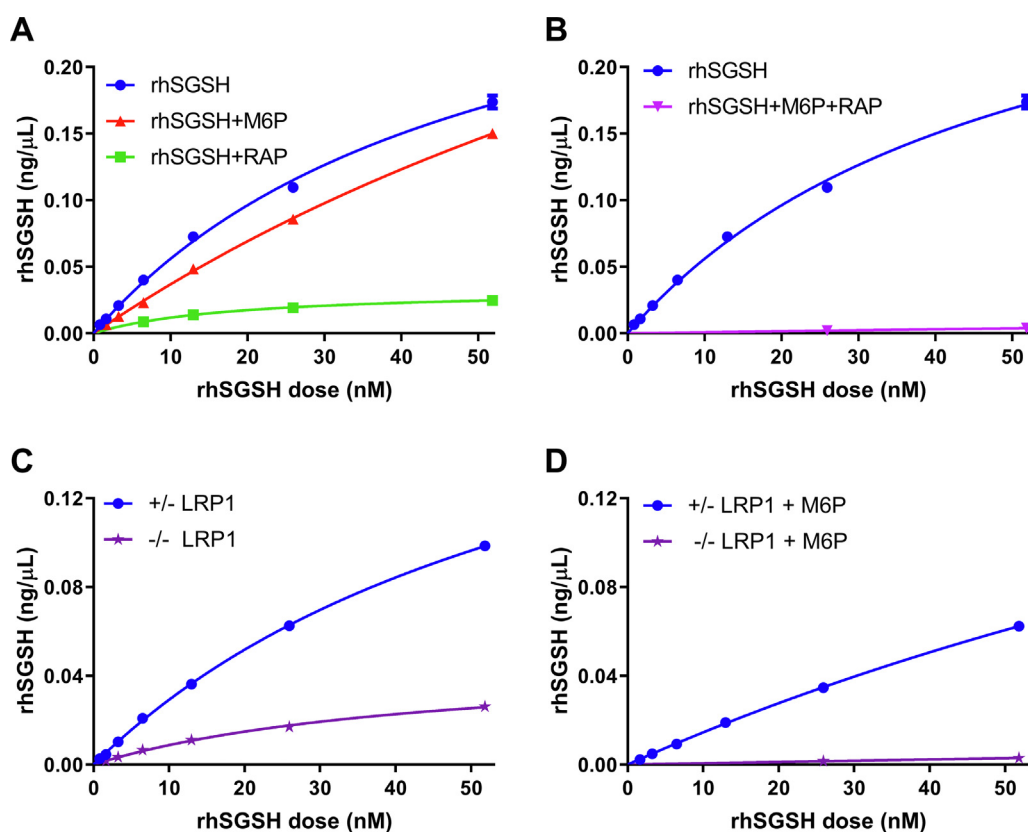 A
rhSGSH (ng/μL)
0.20
0.15
0.10
0.05
0.00
rhSGSH
rhSGSH+M6P
rhSGSH+RAP
0 10 20 30 40 50
rhSGSH dose (nM)
B
rhSGSH (ng/μL)
0.20
0.15
0.10
0.05
0.00
rhSGSH
rhSGSH+M6P+RAP
0 10 20 30 40 50
rhSGSH dose (nM)
C
rhSGSH (ng/μL)
0.12
0.08
0.04
0.00
+/- LRP1
-/- LRP1
0 10 20 30 40 50
rhSGSH dose (nM)
D
rhSGSH (ng/μL)
0.12
0.08
0.04
0.00
+/- LRP1 + M6P
-/- LRP1 + M6P
0 10 20 30 40 50
rhSGSH dose (nM)